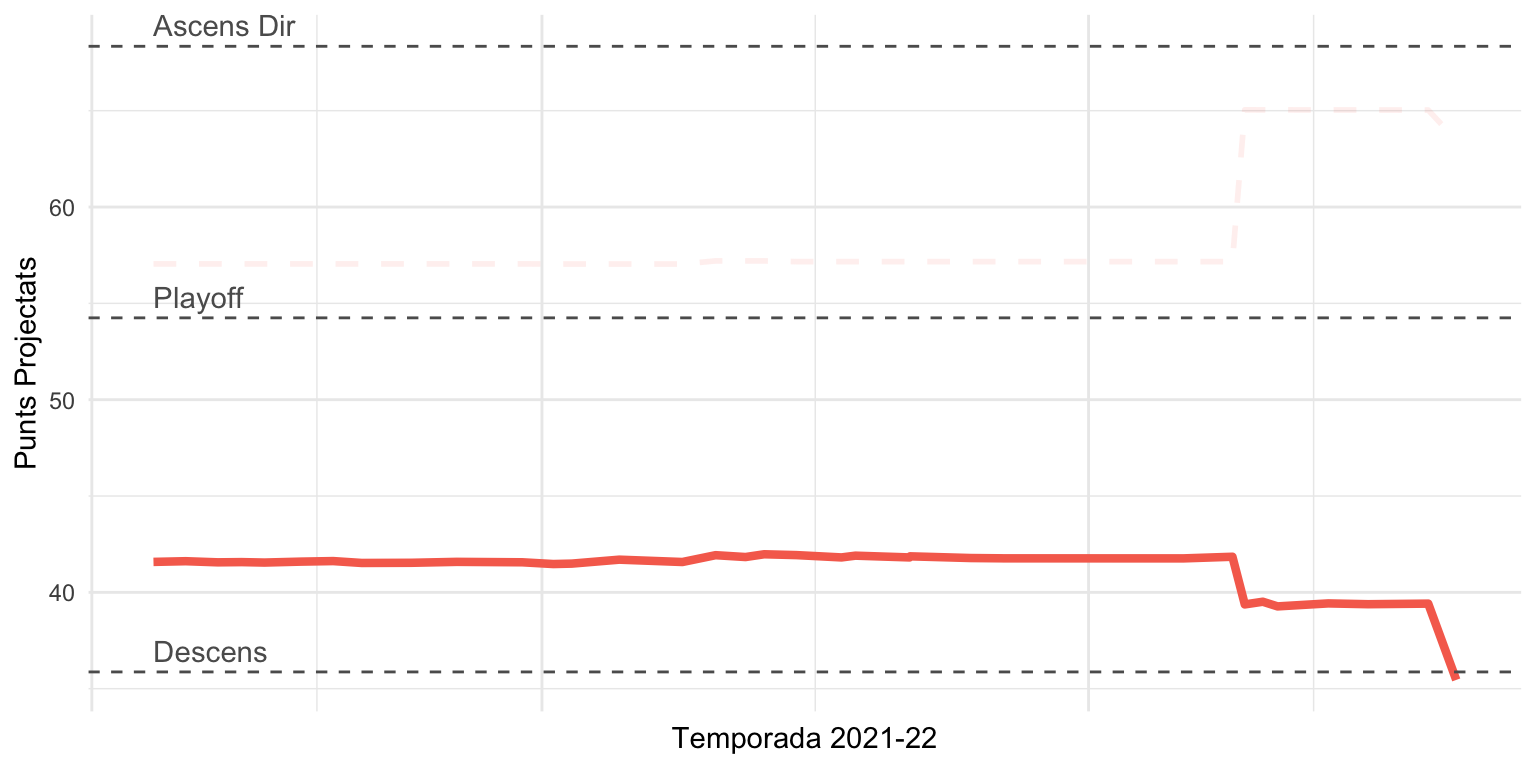 Ascens Dir
60
Playoff
50
40
Descens
Punts Projectats
Temporada 2021-22